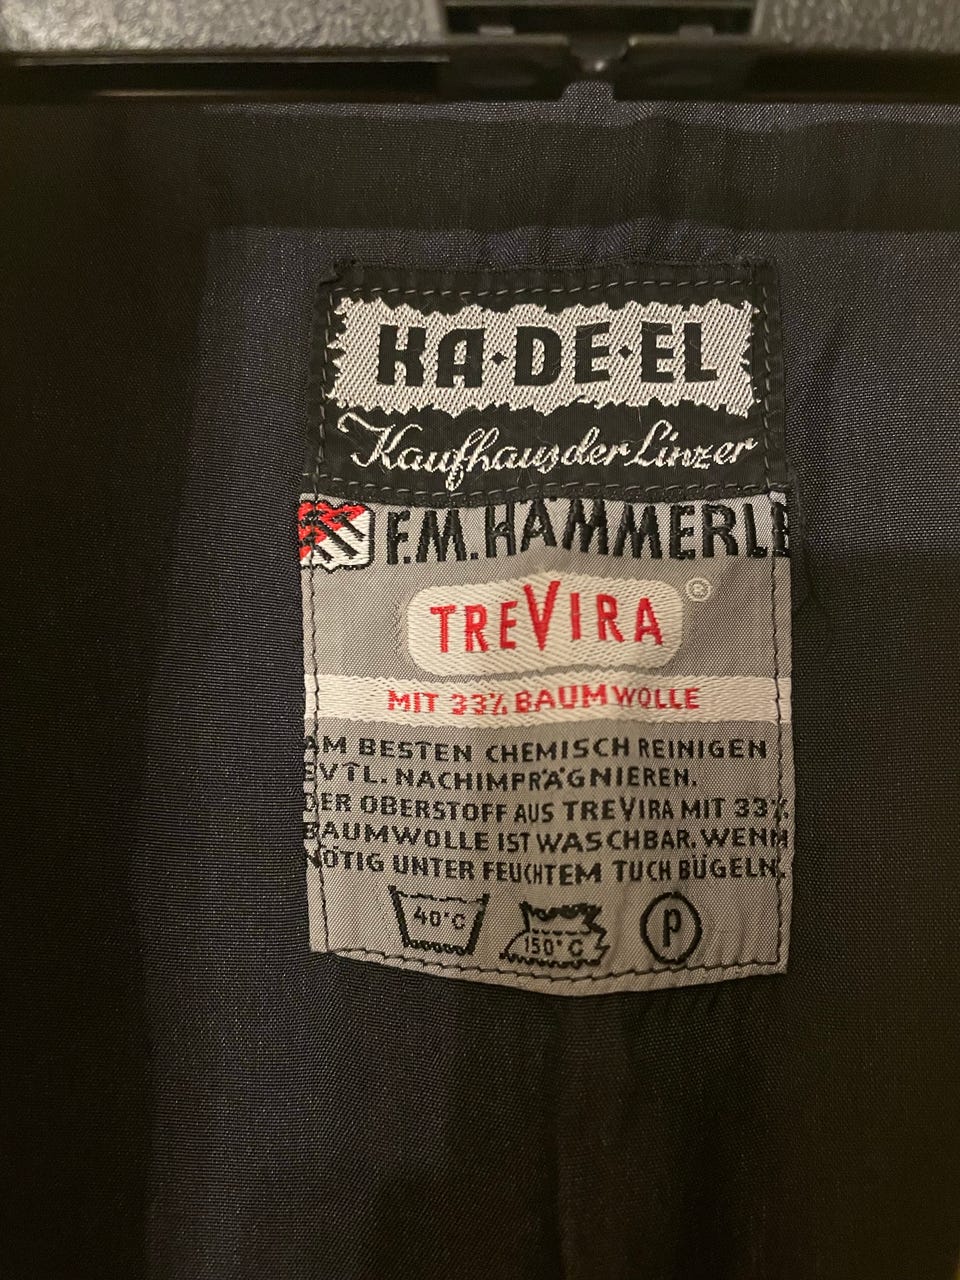 KA·DE·EL
Kaufhaus der Linzer
F.M. HÄMMERLE
TREVIRA ®
MIT 33% BAUMWOLLE
AM BESTEN CHEMISCH REINIGEN
EVTL. NACHIMPRÄGNIEREN.
DER OBERSTOFF AUS TREVIRA MIT 33%
BAUMWOLLE IST WASCHBAR. WENN
NÖTIG UNTER FEUCHTEM TUCH BÜGELN.
40°C 150°C P